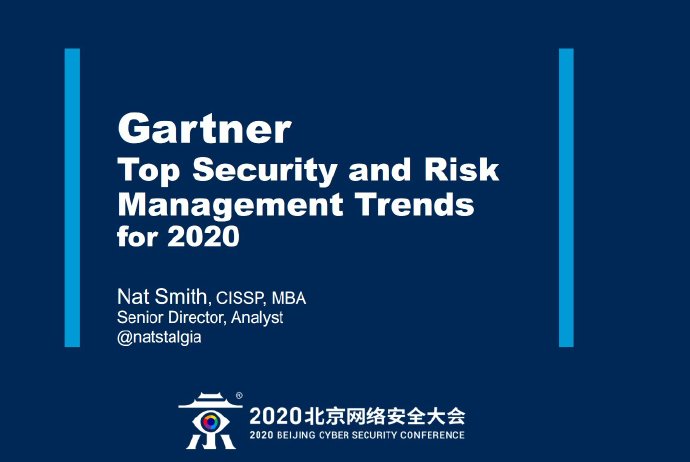 Gartner
Top Security and Risk
Management Trends
for 2020
Nat Smith, CISSP, MBA
Senior Director, Analyst
@natstalgia
®
2020北京网络安全大会
2020 BEIJING CYBER SECURITY CONFERENCE